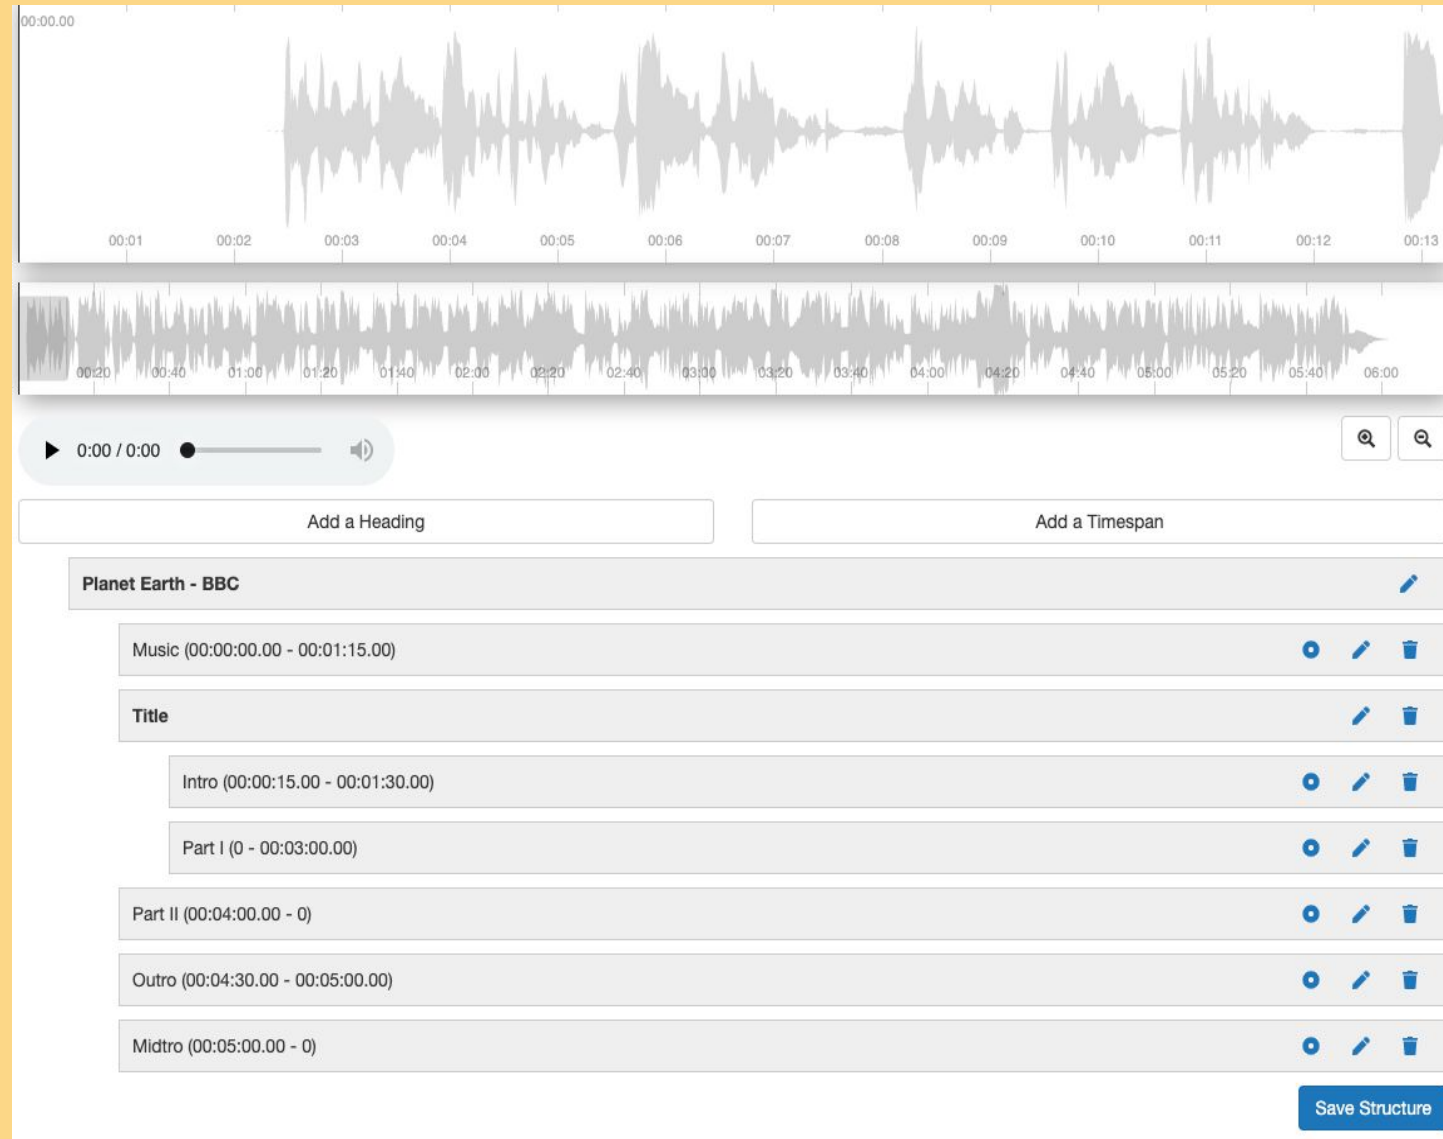 00:00.00
00:01 00:02 00:03 00:04 00:05 00:06 00:07 00:08 00:09 00:10 00:11 00:12 00:13
00:20 00:40 01:00 01:20 01:40 02:00 02:20 02:40 03:00 03:20 03:40 04:00 04:20 04:40 05:00 05:20 05:40 06:00
0:00 / 0:00
Add a Heading Add a Timespan
Planet Earth - BBC
Music (00:00:00.00 - 00:01:15.00)
Title
Intro (00:00:15.00 - 00:01:30.00)
Part I (0 - 00:03:00.00)
Part II (00:04:00.00 - 0)
Outro (00:04:30.00 - 00:05:00.00)
Midtro (00:05:00.00 - 0)
Save Structure